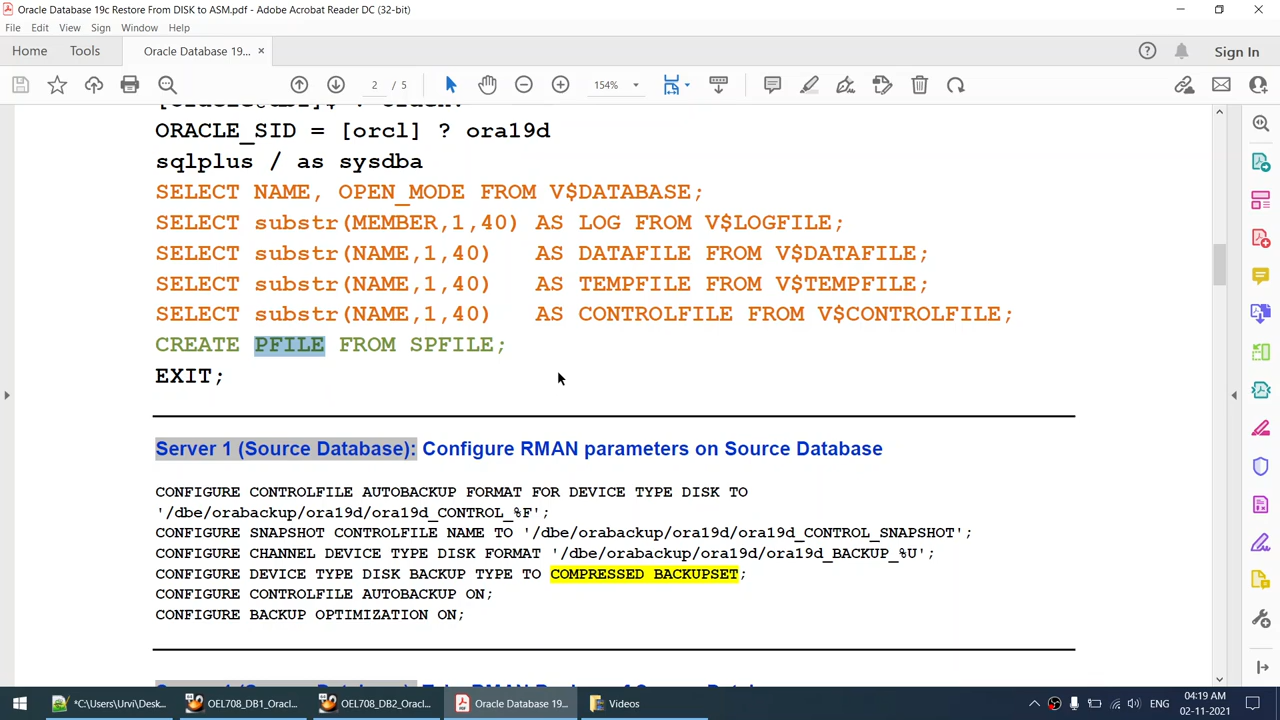 Oracle Database 19c Restore From DISK to ASM.pdf - Adobe Acrobat Reader DC (32-bit)
File Edit View Sign Window Help
Home Tools Oracle Database 19... × Sign In
2 / 5 154%
ORACLE_SID = [orcl] ? ora19d
sqlplus / as sysdba
SELECT NAME, OPEN_MODE FROM V$DATABASE;
SELECT substr(MEMBER,1,40) AS LOG FROM V$LOGFILE;
SELECT substr(NAME,1,40) AS DATAFILE FROM V$DATAFILE;
SELECT substr(NAME,1,40) AS TEMPFILE FROM V$TEMPFILE;
SELECT substr(NAME,1,40) AS CONTROLFILE FROM V$CONTROLFILE;
CREATE PFILE FROM SPFILE;
EXIT;
Server 1 (Source Database): Configure RMAN parameters on Source Database
CONFIGURE CONTROLFILE AUTOBACKUP FORMAT FOR DEVICE TYPE DISK TO
'/dbe/orabackup/ora19d/ora19d_CONTROL_%F';
CONFIGURE SNAPSHOT CONTROLFILE NAME TO '/dbe/orabackup/ora19d/ora19d_CONTROL_SNAPSHOT';
CONFIGURE CHANNEL DEVICE TYPE DISK FORMAT '/dbe/orabackup/ora19d/ora19d_BACKUP_%U';
CONFIGURE DEVICE TYPE DISK BACKUP TYPE TO COMPRESSED BACKUPSET;
CONFIGURE CONTROLFILE AUTOBACKUP ON;
CONFIGURE BACKUP OPTIMIZATION ON;
*C:\Users\Urvi\Desk... OEL708_DB1_Oracl... OEL708_DB2_Oracl... Oracle Database 19... Videos ENG 04:19 AM
02-11-2021